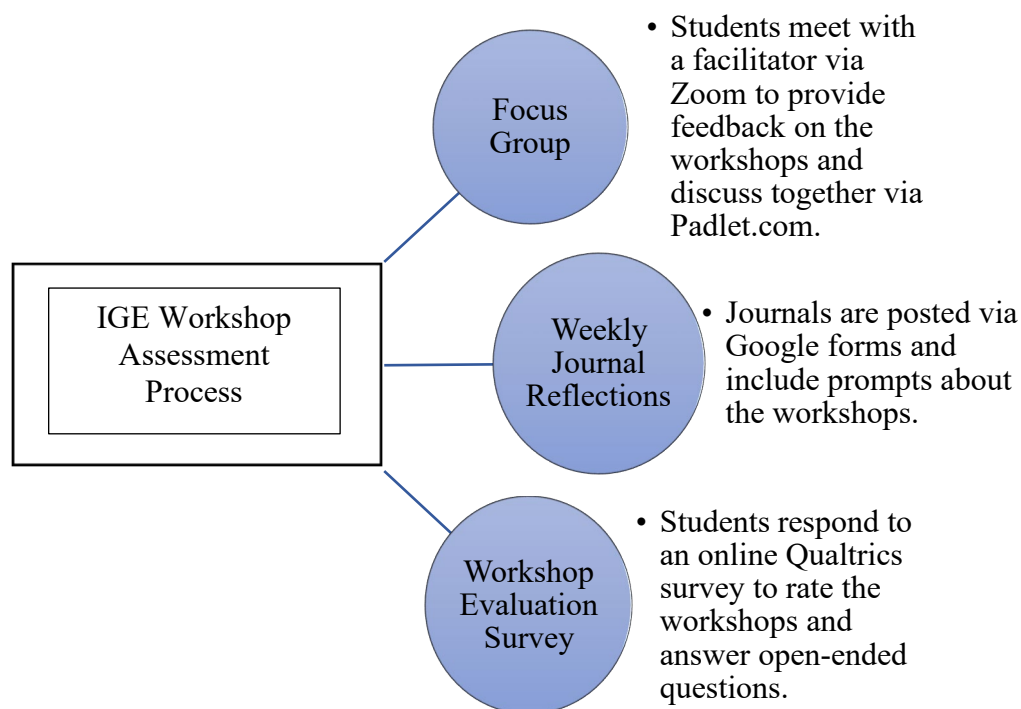 IGE Workshop
Assessment
Process
Focus
Group
• Students meet with
a facilitator via
Zoom to provide
feedback on the
workshops and
discuss together via
Padlet.com.
Weekly
Journal
Reflections
• Journals are posted via
Google forms and
include prompts about
the workshops.
Workshop
Evaluation
Survey
• Students respond to
an online Qualtrics
survey to rate the
workshops and
answer open-ended
questions.